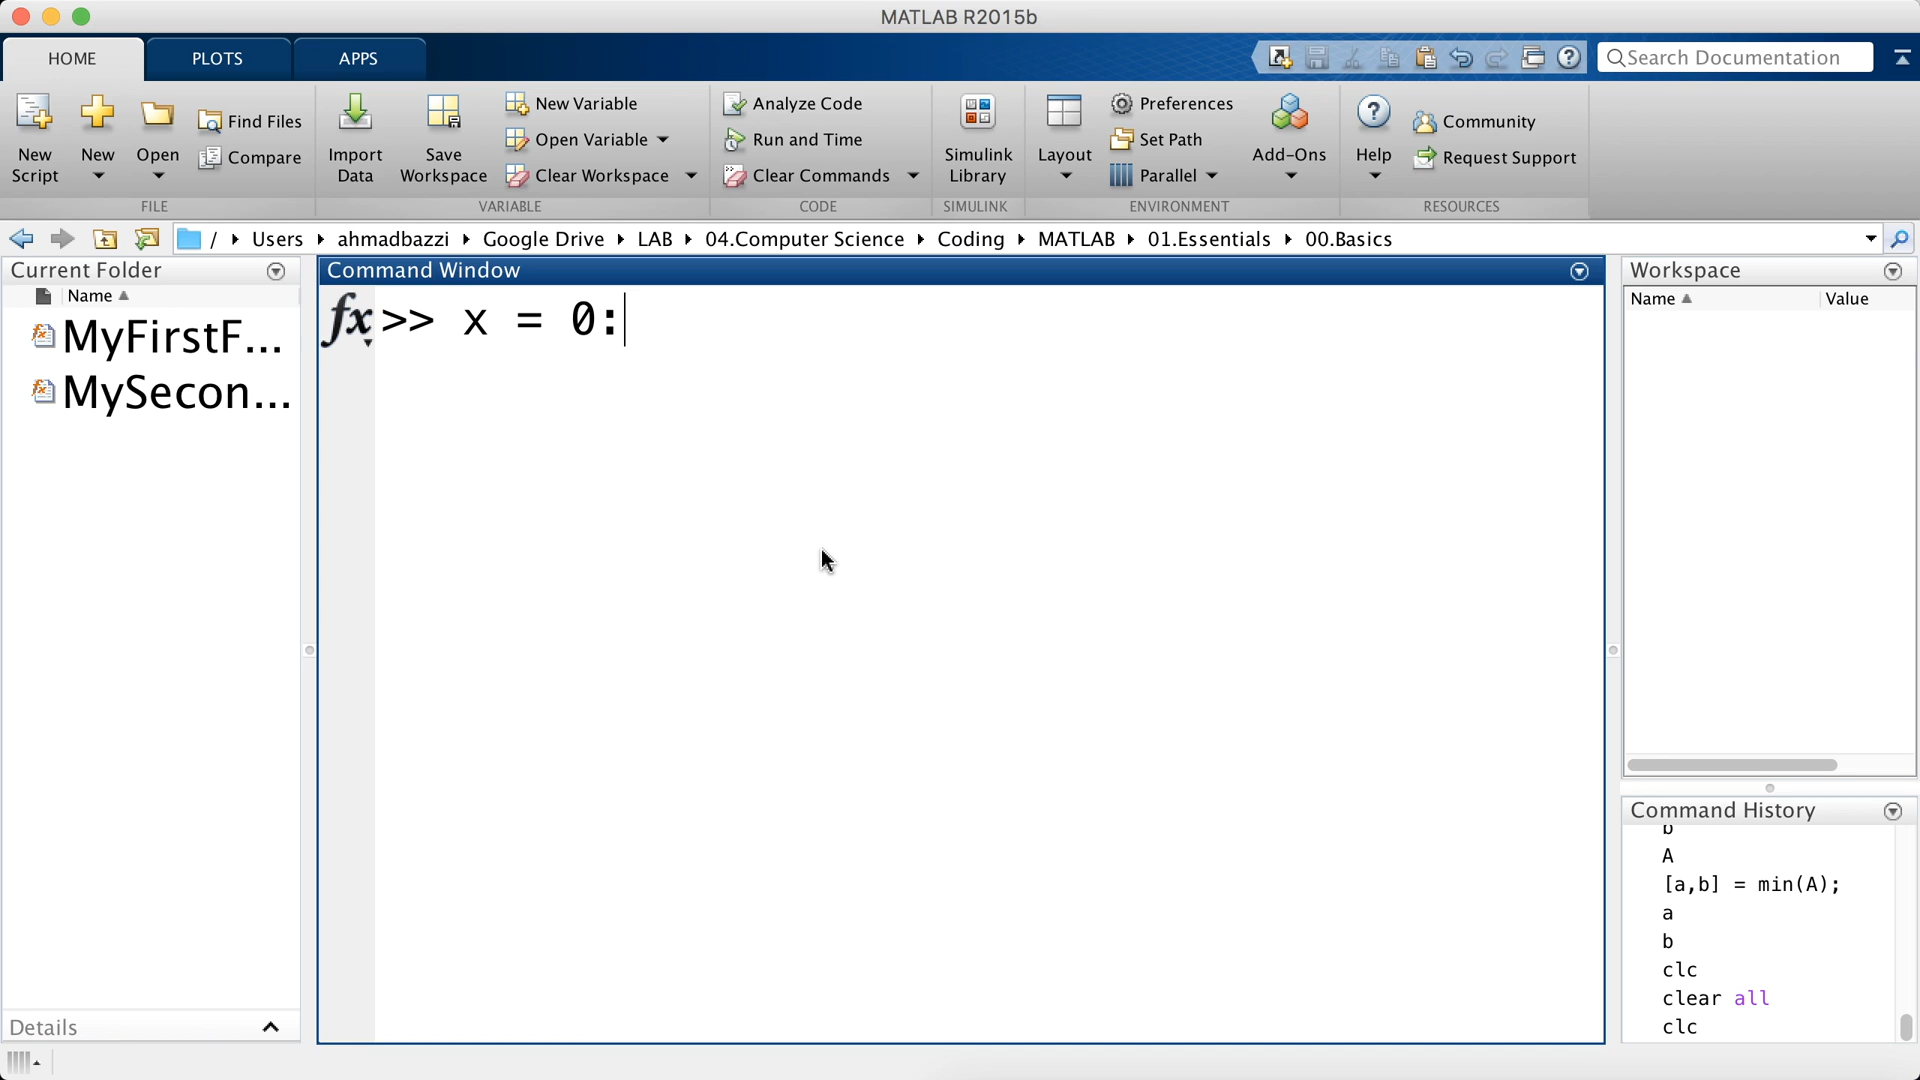 MATLAB R2015b
HOME PLOTS APPS
Search Documentation
New Script
New
Open
Find Files
Compare
FILE
Import Data
Save Workspace
New Variable
Open Variable
Clear Workspace
VARIABLE
Analyze Code
Run and Time
Clear Commands
CODE
Simulink Library
SIMULINK
Layout
Preferences
Set Path
Parallel
Add-Ons
ENVIRONMENT
Help
Community
Request Support
RESOURCES
/ Users ahmadbazzi Google Drive LAB 04.Computer Science Coding MATLAB 01.Essentials 00.Basics
Current Folder
Name
MyFirstF...
MySecon...
Details
Command Window
fx >> x = 0:
Workspace
Name Value
Command History
b
A
[a,b] = min(A);
a
b
clc
clear all
clc